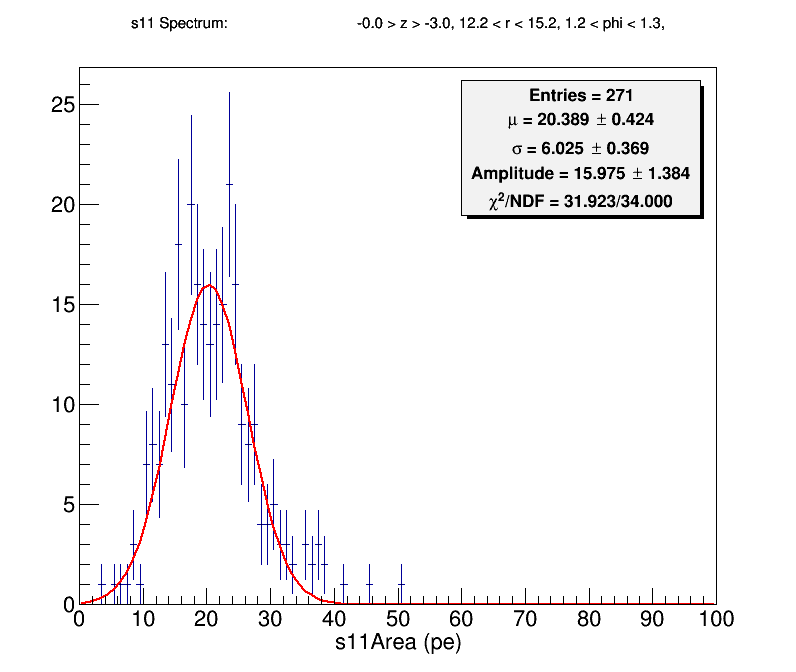 s11 Spectrum: -0.0 > z > -3.0, 12.2 < r < 15.2, 1.2 < phi < 1.3,
Entries = 271
μ = 20.389 ± 0.424
σ = 6.025 ± 0.369
Amplitude = 15.975 ± 1.384
χ²/NDF = 31.923/34.000
25
20
15
10
5
0
0 10 20 30 40 50 60 70 80 90 100
s11Area (pe)